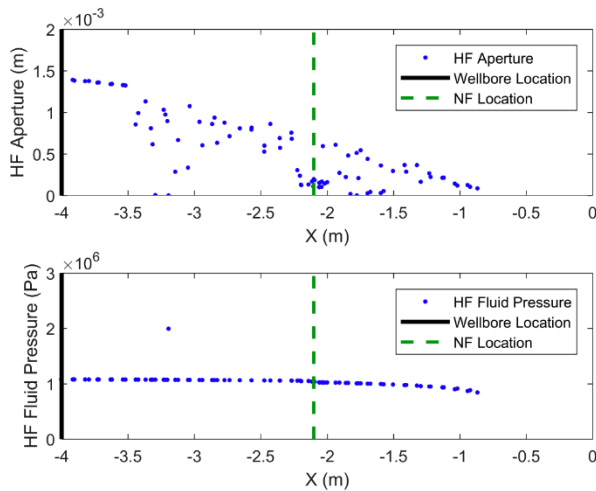 ×10⁻³
2
1.5
1
0.5
0
HF Aperture (m)
HF Aperture
Wellbore Location
NF Location
-4 -3.5 -3 -2.5 -2 -1.5 -1 -0.5 0
X (m)
×10⁶
3
2
1
0
HF Fluid Pressure (Pa)
HF Fluid Pressure
Wellbore Location
NF Location
-4 -3.5 -3 -2.5 -2 -1.5 -1 -0.5 0
X (m)